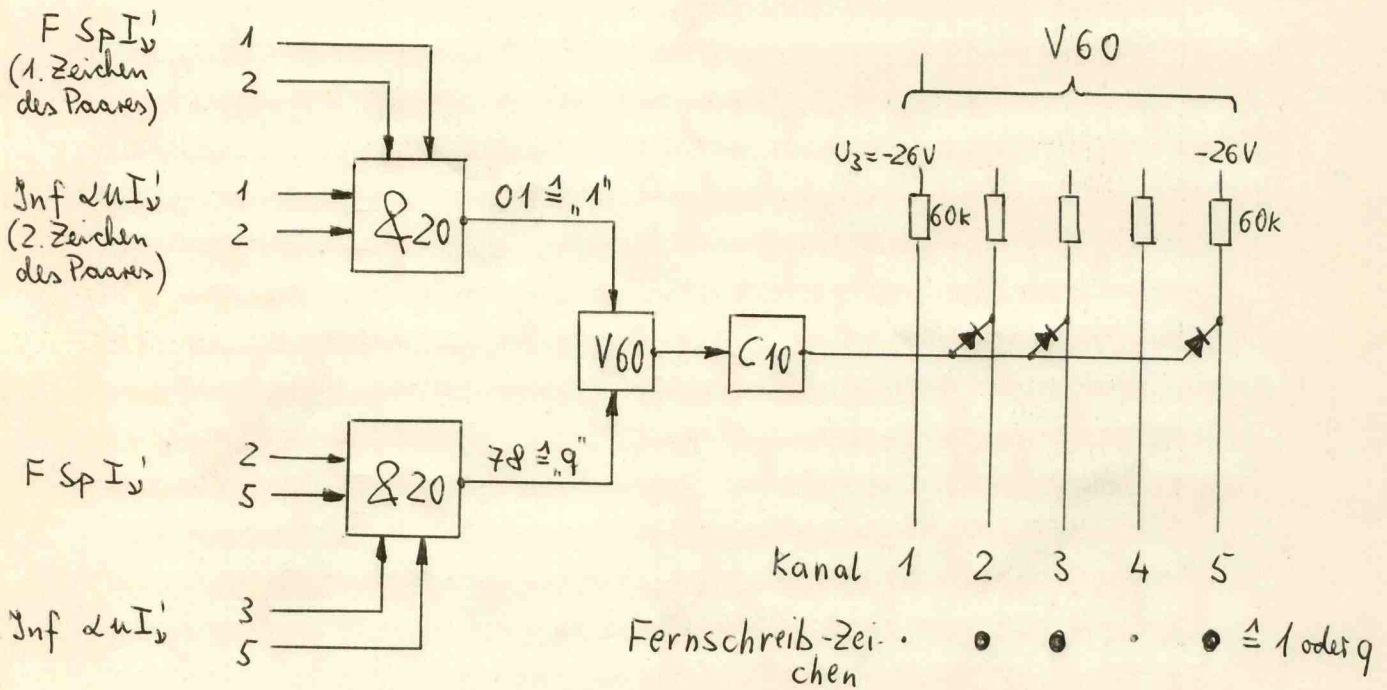 F SpI'ᵥ
(1. Zeichen
des Paares)
1
2
Inf αuI'ᵥ
(2. Zeichen
des Paares)
1
2
&20
01 ≙ „1"
F SpI'ᵥ
2
5
&20
78 ≙ „q"
Inf αuI'ᵥ
3
5
V60
C10
V60
U₃=-26V
-26V
60k
60k
Kanal 1 2 3 4 5
Fernschreib-Zei-
chen
≙ 1 oder q